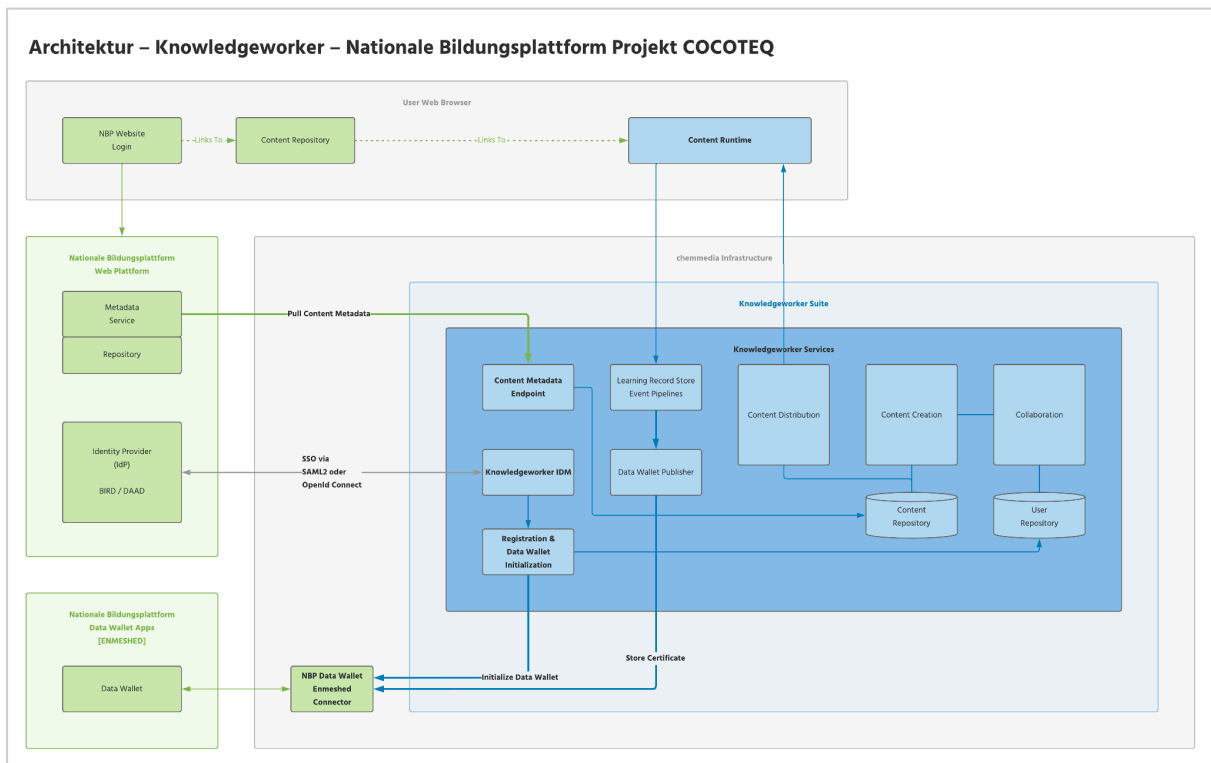 Architektur – Knowledgeworker – Nationale Bildungsplattform Projekt COCOTEQ
User Web Browser
NBP Website
Login
Links To
Content Repository
Links To
Content Runtime
Nationale Bildungsplattform
Web Plattform
Metadata
Service
Repository
Identity Provider
(IdP)
BIRD / DAAD
chemmedia Infrastructure
Knowledgeworker Suite
Pull Content Metadata
Knowledgeworker Services
Content Metadata
Endpoint
Learning Record Store
Event Pipelines
Content Distribution
Content Creation
Collaboration
SSO via
SAML2 oder
OpenId Connect
Knowledgeworker IDM
Data Wallet Publisher
Content
Repository
User
Repository
Registration &
Data Wallet
Initialization
Nationale Bildungsplattform
Data Wallet Apps
[ENMESHED]
Data Wallet
NBP Data Wallet
Enmeshed
Connector
Store Certificate
Initialize Data Wallet